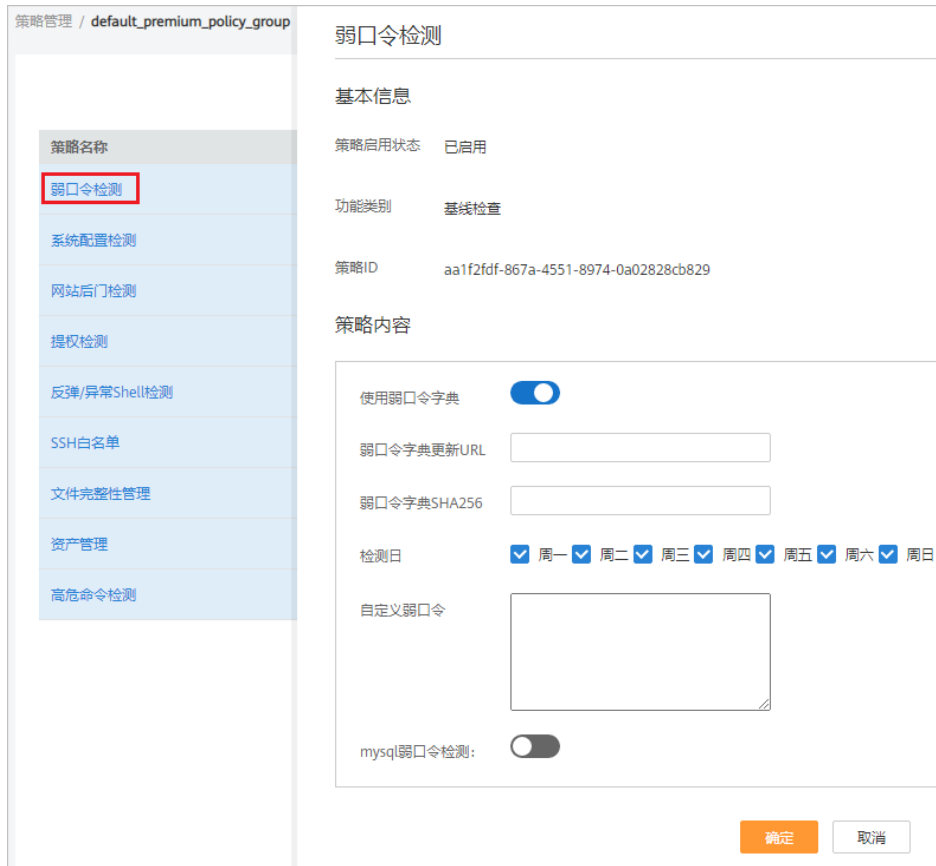 策略管理 / default_premium_policy_group
策略名称
弱口令检测
系统配置检测
网站后门检测
提权检测
反弹/异常Shell检测
SSH白名单
文件完整性管理
资产管理
高危命令检测
弱口令检测
基本信息
策略启用状态 已启用
功能类别 基线检查
策略ID aa1f2fdf-867a-4551-8974-0a02828cb829
策略内容
使用弱口令字典
弱口令字典更新URL
弱口令字典SHA256
检测日 周一 周二 周三 周四 周五 周六 周日
自定义弱口令
mysql弱口令检测：
确定 取消